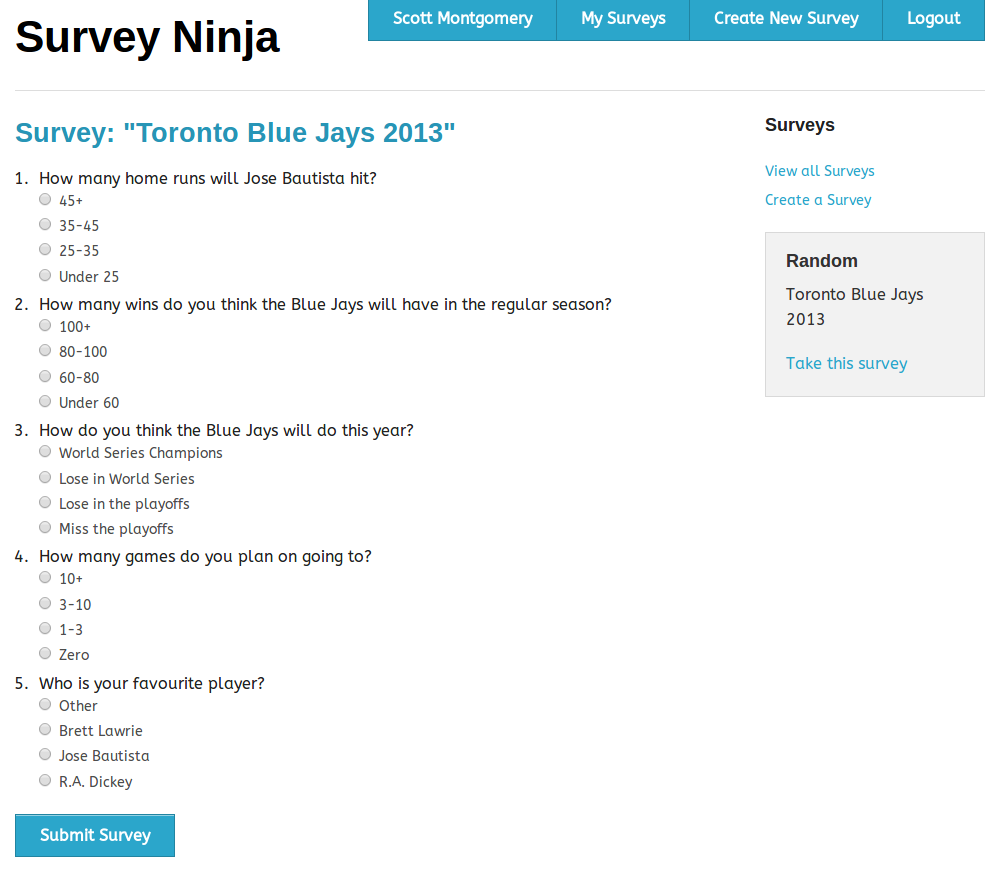 Survey Ninja
Scott Montgomery
My Surveys
Create New Survey
Logout
Survey: "Toronto Blue Jays 2013"
1. How many home runs will Jose Bautista hit?
45+
35-45
25-35
Under 25
2. How many wins do you think the Blue Jays will have in the regular season?
100+
80-100
60-80
Under 60
3. How do you think the Blue Jays will do this year?
World Series Champions
Lose in World Series
Lose in the playoffs
Miss the playoffs
4. How many games do you plan on going to?
10+
3-10
1-3
Zero
5. Who is your favourite player?
Other
Brett Lawrie
Jose Bautista
R.A. Dickey
Submit Survey
Surveys
View all Surveys
Create a Survey
Random
Toronto Blue Jays
2013
Take this survey